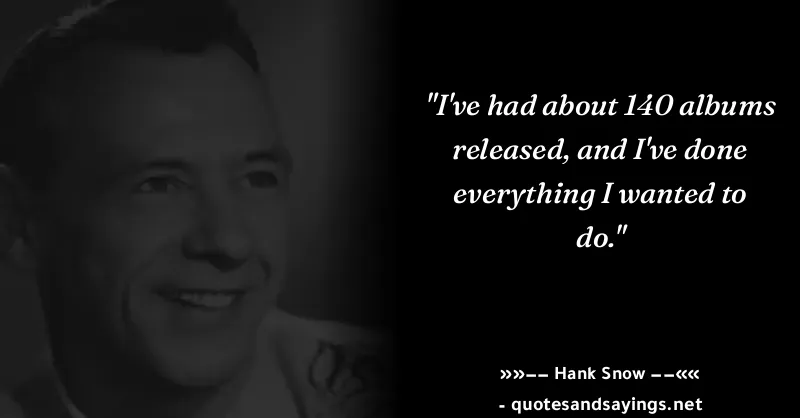 "I've had about 140 albums
released, and I've done
everything I wanted to
do."
»»−− Hank Snow −−««
- quotesandsayings.net